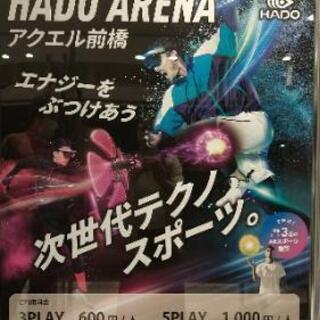 HADO ARENA
HADO
アクエル前橋
エナジーを
ぶつけあう
次世代テクノ
スポーツ。
3PLAY 600円/人
5PLAY 1,000円/人